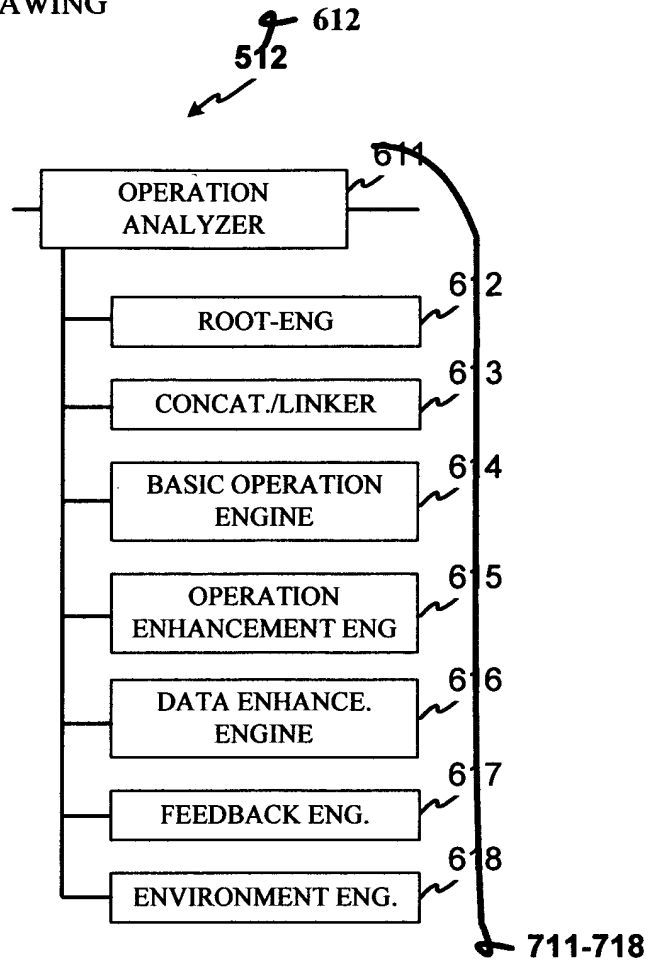 AWING
612
512
611
OPERATION
ANALYZER
612
ROOT-ENG
613
CONCAT./LINKER
614
BASIC OPERATION
ENGINE
615
OPERATION
ENHANCEMENT ENG
616
DATA ENHANCE.
ENGINE
617
FEEDBACK ENG.
618
ENVIRONMENT ENG.
711-718